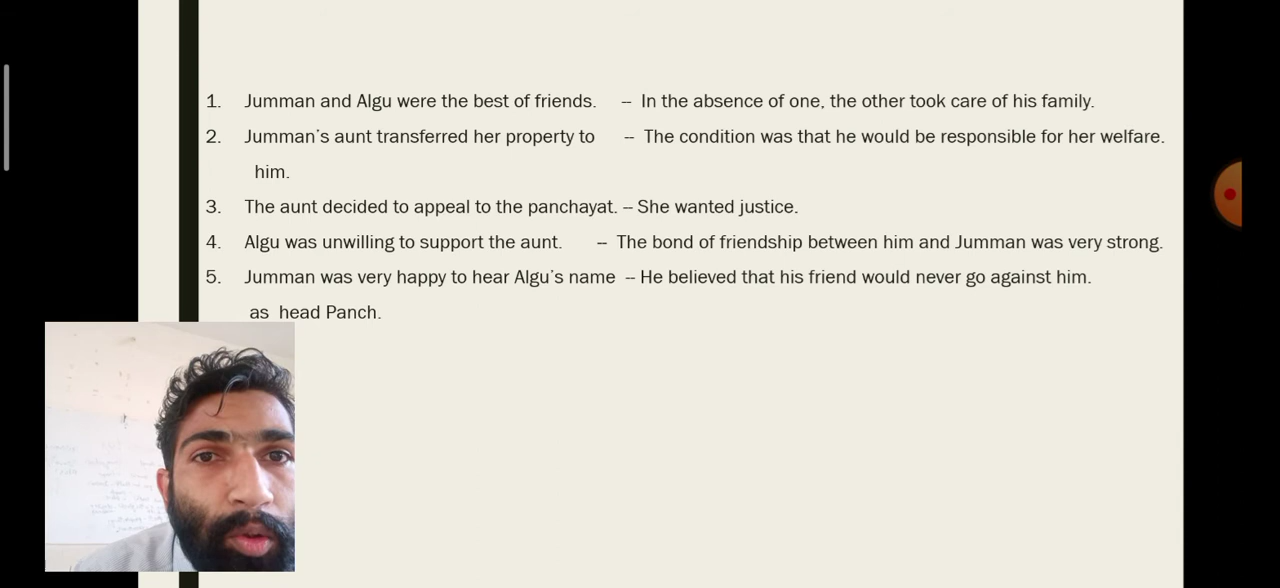 1. Jumman and Algu were the best of friends. -- In the absence of one, the other took care of his family.
2. Jumman's aunt transferred her property to -- The condition was that he would be responsible for her welfare.
him.
3. The aunt decided to appeal to the panchayat. -- She wanted justice.
4. Algu was unwilling to support the aunt. -- The bond of friendship between him and Jumman was very strong.
5. Jumman was very happy to hear Algu's name -- He believed that his friend would never go against him.
as head Panch.